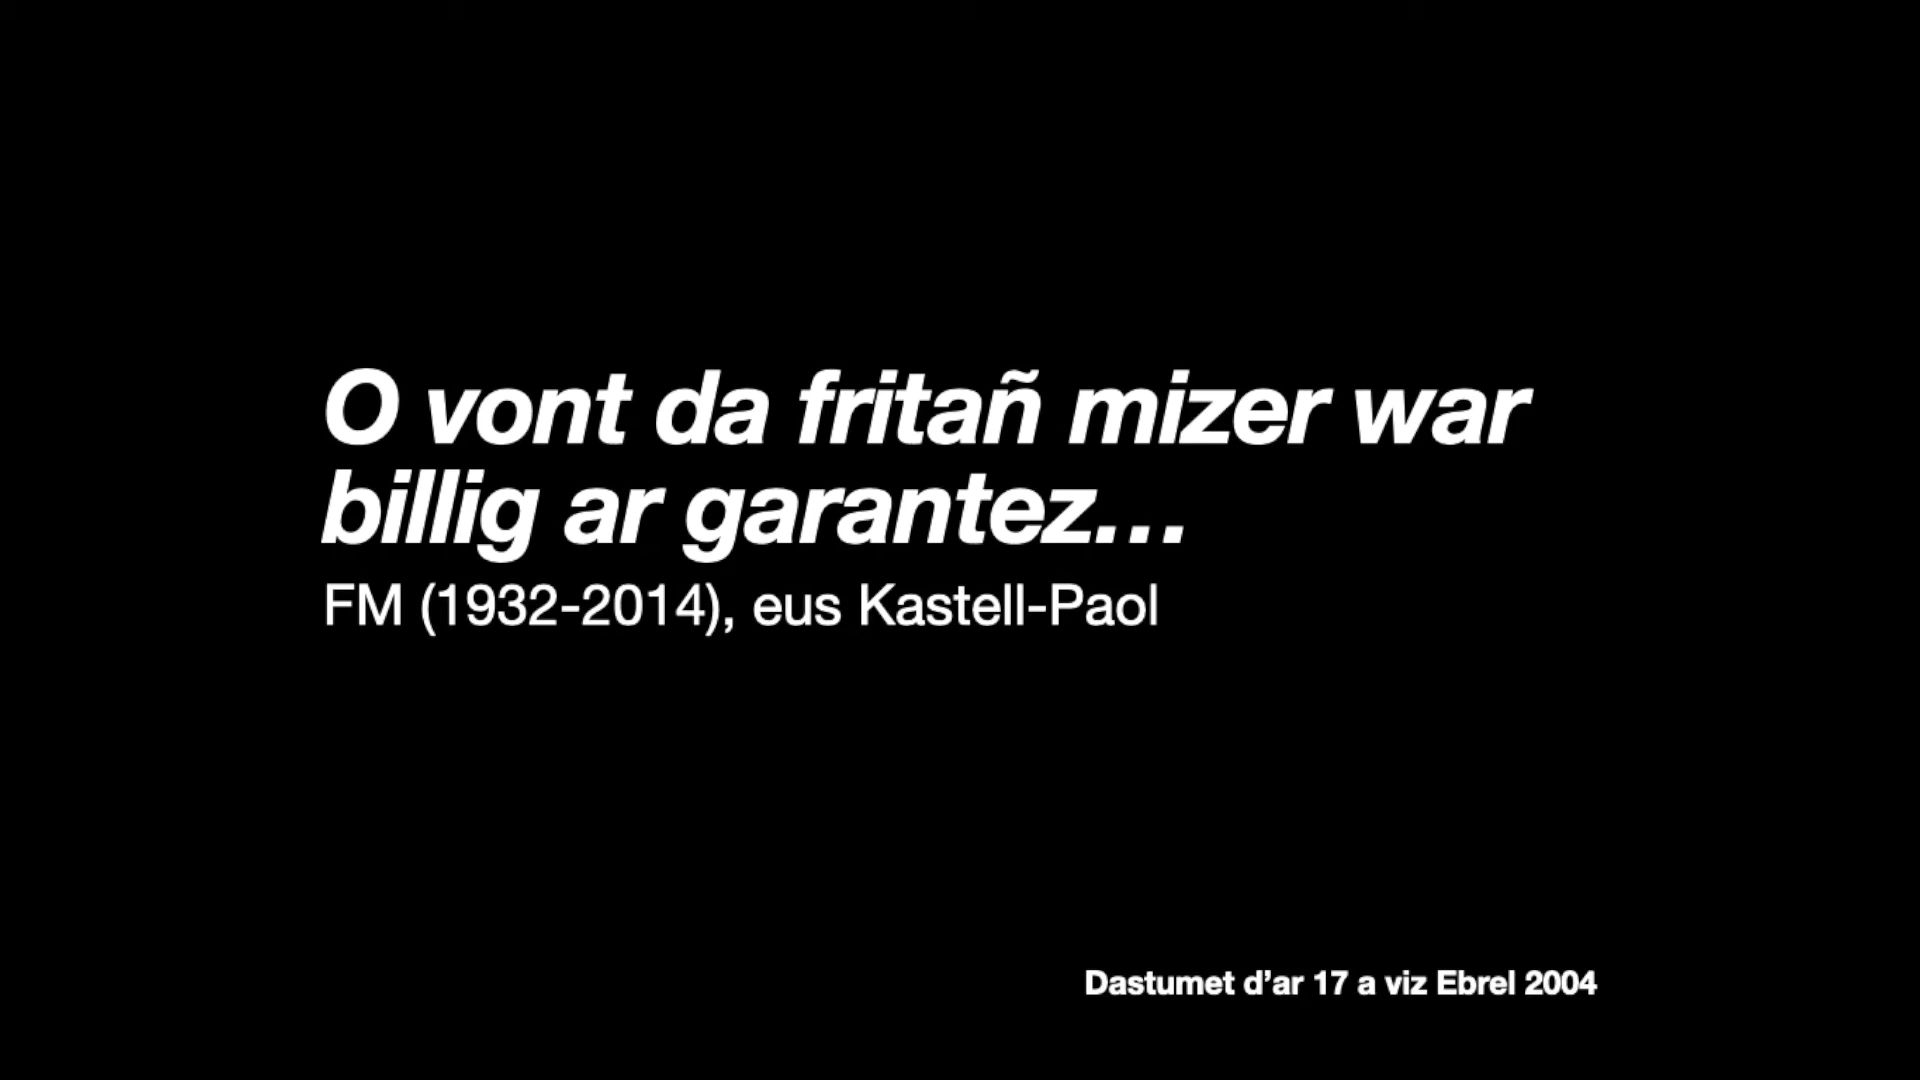 O vont da fritañ mizer war
billig ar garantez...
FM (1932-2014), eus Kastell-Paol
Dastumet d’ar 17 a viz Ebrel 2004